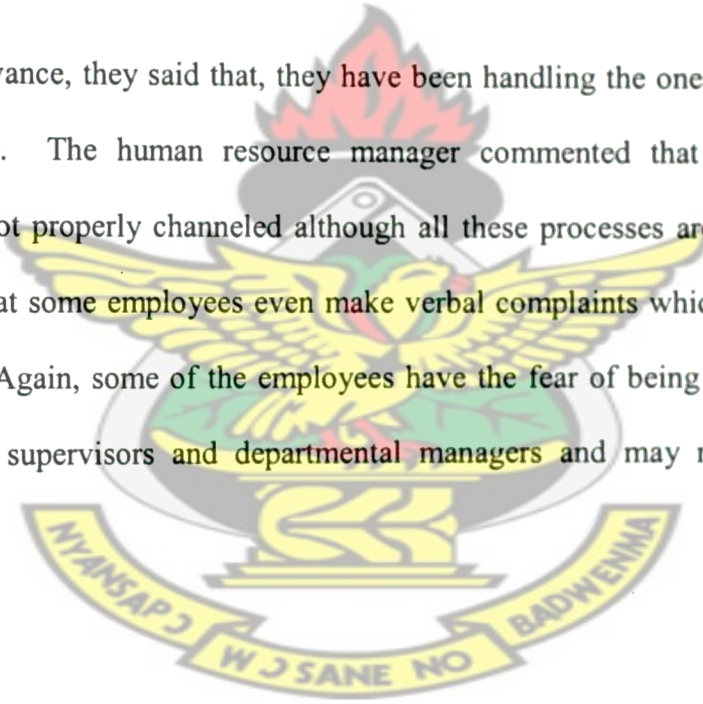 vance, they said that, they have been handling the one
. The human resource manager commented that
ot properly channeled although all these processes are
at some employees even make verbal complaints whic
Again, some of the employees have the fear of being
supervisors and departmental managers and may r
NYANSAPƆ
WƆSANE NO
BADWENMA